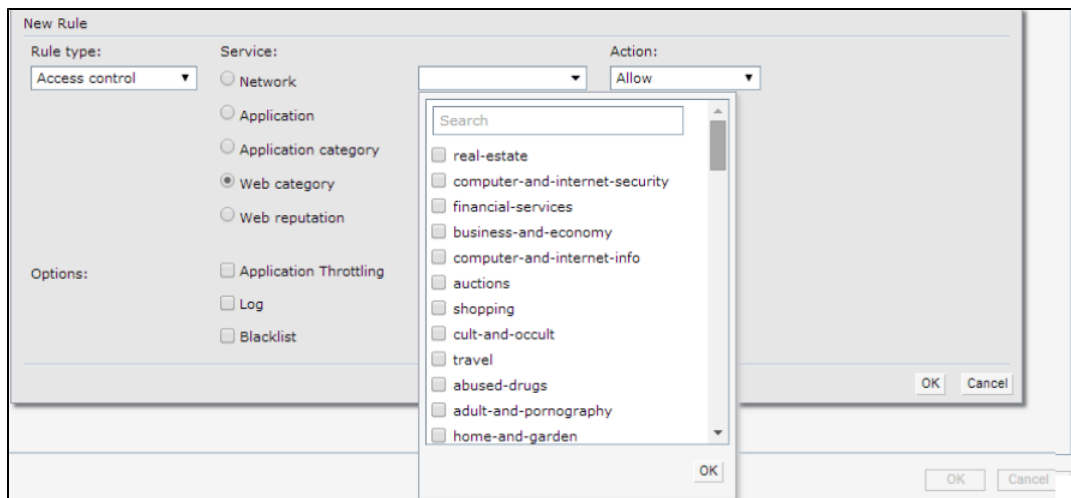 New Rule
Rule type:
Service:
Action:
Access control
Network
Allow
Application
Application category
Web category
Web reputation
Search
real-estate
computer-and-internet-security
financial-services
business-and-economy
computer-and-internet-info
auctions
shopping
cult-and-occult
travel
abused-drugs
adult-and-pornography
home-and-garden
OK
Options:
Application Throttling
Log
Blacklist
OK
Cancel
OK
Cancel